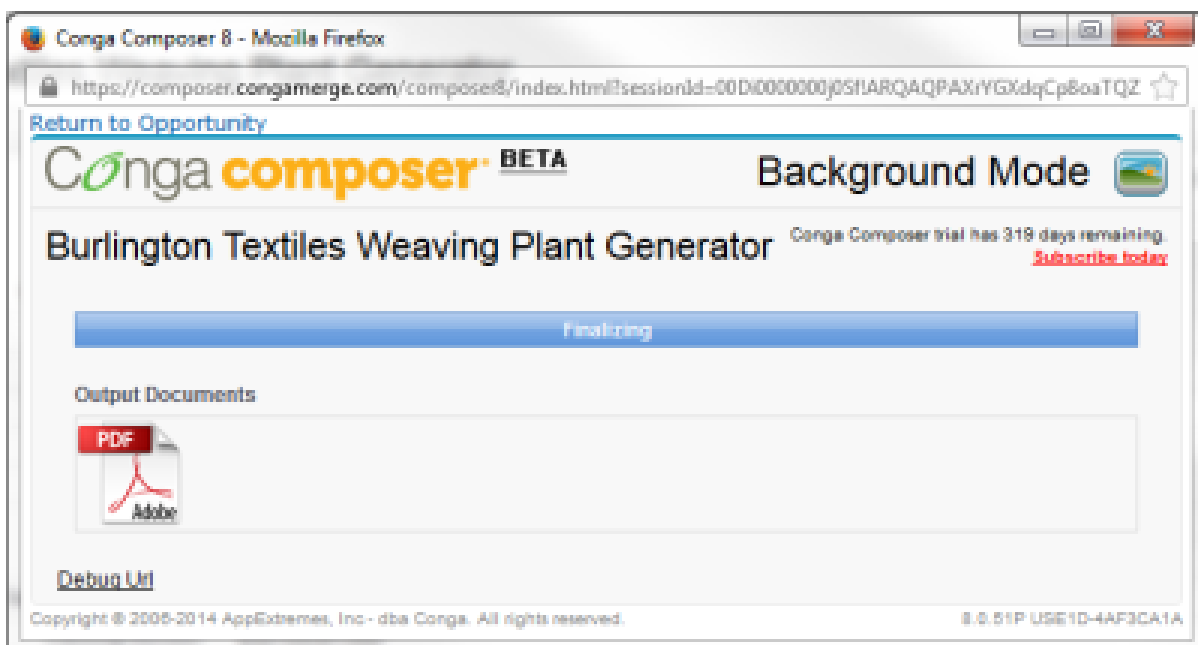 Conga Composer 8 - Mozilla Firefox
https://composer.congamerge.com/composer8/index.html?sessionId=
Return to Opportunity
Conga composer BETA
Background Mode
Burlington Textiles Weaving Plant Generator
Conga Composer trial has 319 days remaining.
Subscribe today
Finalizing
Output Documents
PDF
Adobe
Debug Url
Copyright © 2006-2014 AppExtremes, Inc - dba Conga. All rights reserved.
8.0.51P USE1D-4AF3CA1A